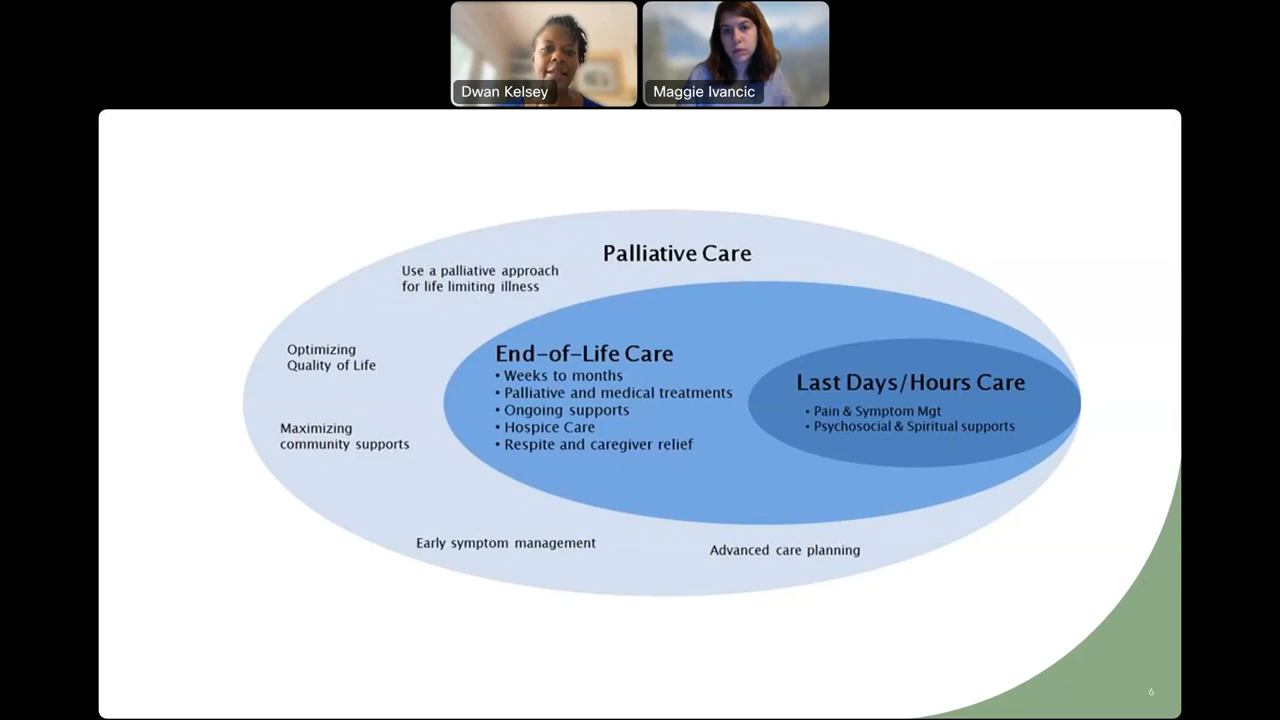 Dwan Kelsey
Maggie Ivancic
Palliative Care
Use a palliative approach
for life limiting illness
Optimizing
Quality of Life
Maximizing
community supports
Early symptom management
Advanced care planning
End-of-Life Care
• Weeks to months
• Palliative and medical treatments
• Ongoing supports
• Hospice Care
• Respite and caregiver relief
Last Days/Hours Care
• Pain & Symptom Mgt
• Psychosocial & Spiritual supports
6